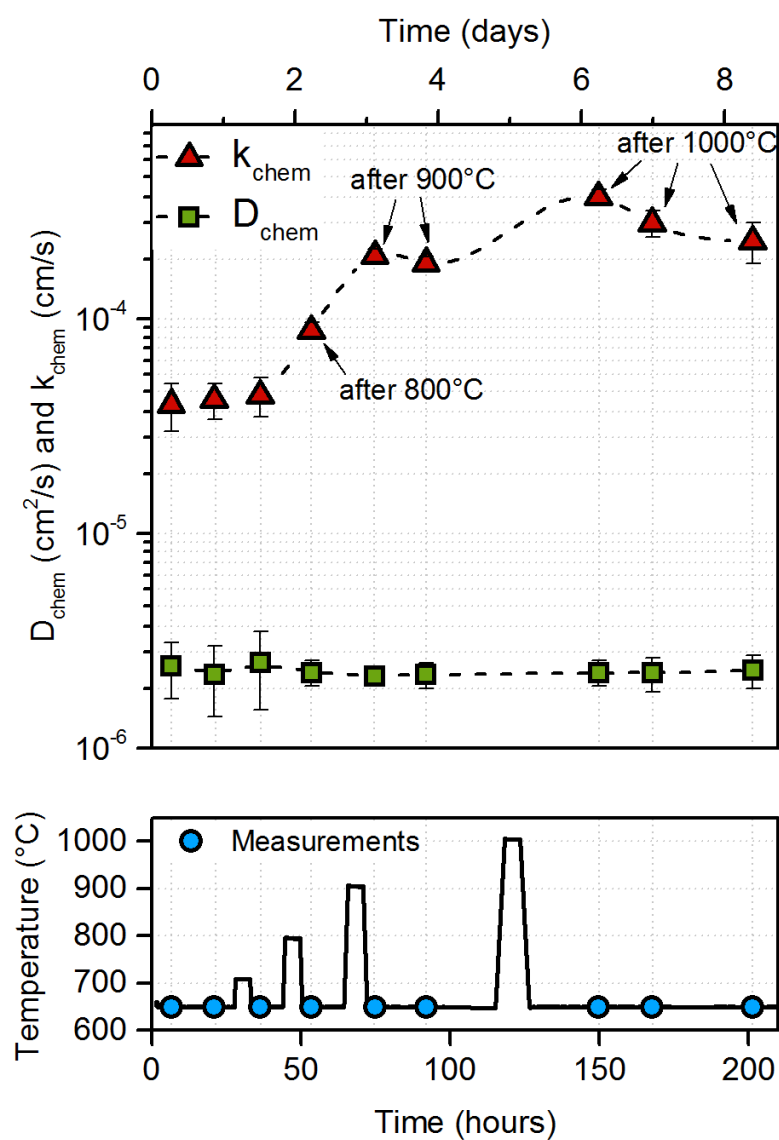 Time (days)
0 2 4 6 8
k_chem
D_chem
after 900°C
after 1000°C
after 800°C
10^-4
10^-5
10^-6
D_chem (cm²/s) and k_chem (cm/s)
Measurements
1000
900
800
700
600
Temperature (°C)
0 50 100 150 200
Time (hours)